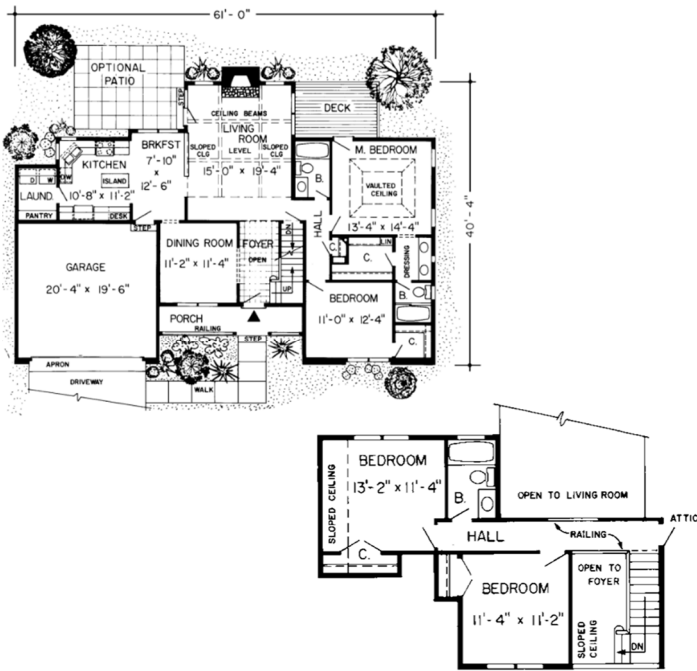 61'-0"
OPTIONAL
PATIO
STEP
DECK
CEILING BEAMS
LIVING
ROOM
SLOPED
CLG
LEVEL
SLOPED
CLG
15'-0" x 19'-4"
BRKFST
7'-10"
x
12'-6"
KITCHEN
ISLAND
10'-8" x 11'-2"
D W
LAUND.
PANTRY
DESK
D/W
B.
M. BEDROOM
VAULTED
CEILING
13'-4" x 14'-4"
40'-4"
HALL
LIN
C.
C.
DRESSING
B.
C.
STEP
DINING ROOM
11'-2" x 11'-4"
FOYER
OPEN
DN
UP
GARAGE
20'-4" x 19'-6"
BEDROOM
11'-0" x 12'-4"
PORCH
RAILING
STEP
APRON
DRIVEWAY
WALK
BEDROOM
13'-2" x 11'-4"
SLOPED CEILING
C.
B.
OPEN TO LIVING ROOM
ATTIC
HALL
RAILING
BEDROOM
11'-4" x 11'-2"
OPEN TO
FOYER
SLOPED
CEILING
DN